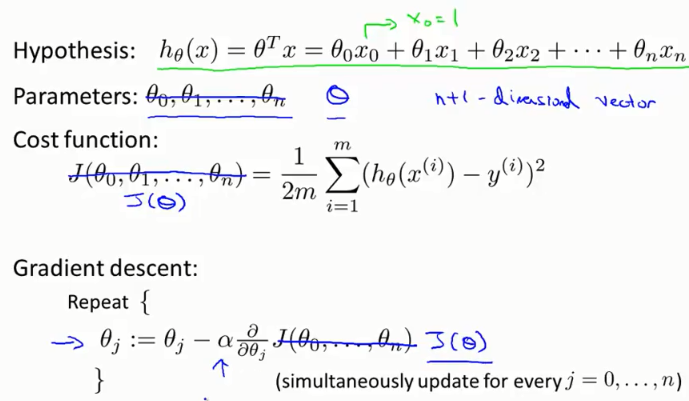 x₀ = 1
Hypothesis: h_θ(x) = θᵀx = θ₀x₀ + θ₁x₁ + θ₂x₂ + ··· + θₙxₙ
Parameters: θ₀, θ₁, . . . , θₙ θ n+1 - dimensional vector
Cost function:
J(θ₀, θ₁, . . . , θₙ) = 1/2m ∑_{i=1}^{m} (h_θ(x⁽ⁱ⁾) − y⁽ⁱ⁾)²
J(θ)
Gradient descent:
Repeat {
→ θⱼ := θⱼ − α ∂/∂θⱼ J(θ₀, . . . , θₙ) J(θ)
} (simultaneously update for every j = 0, . . . , n)